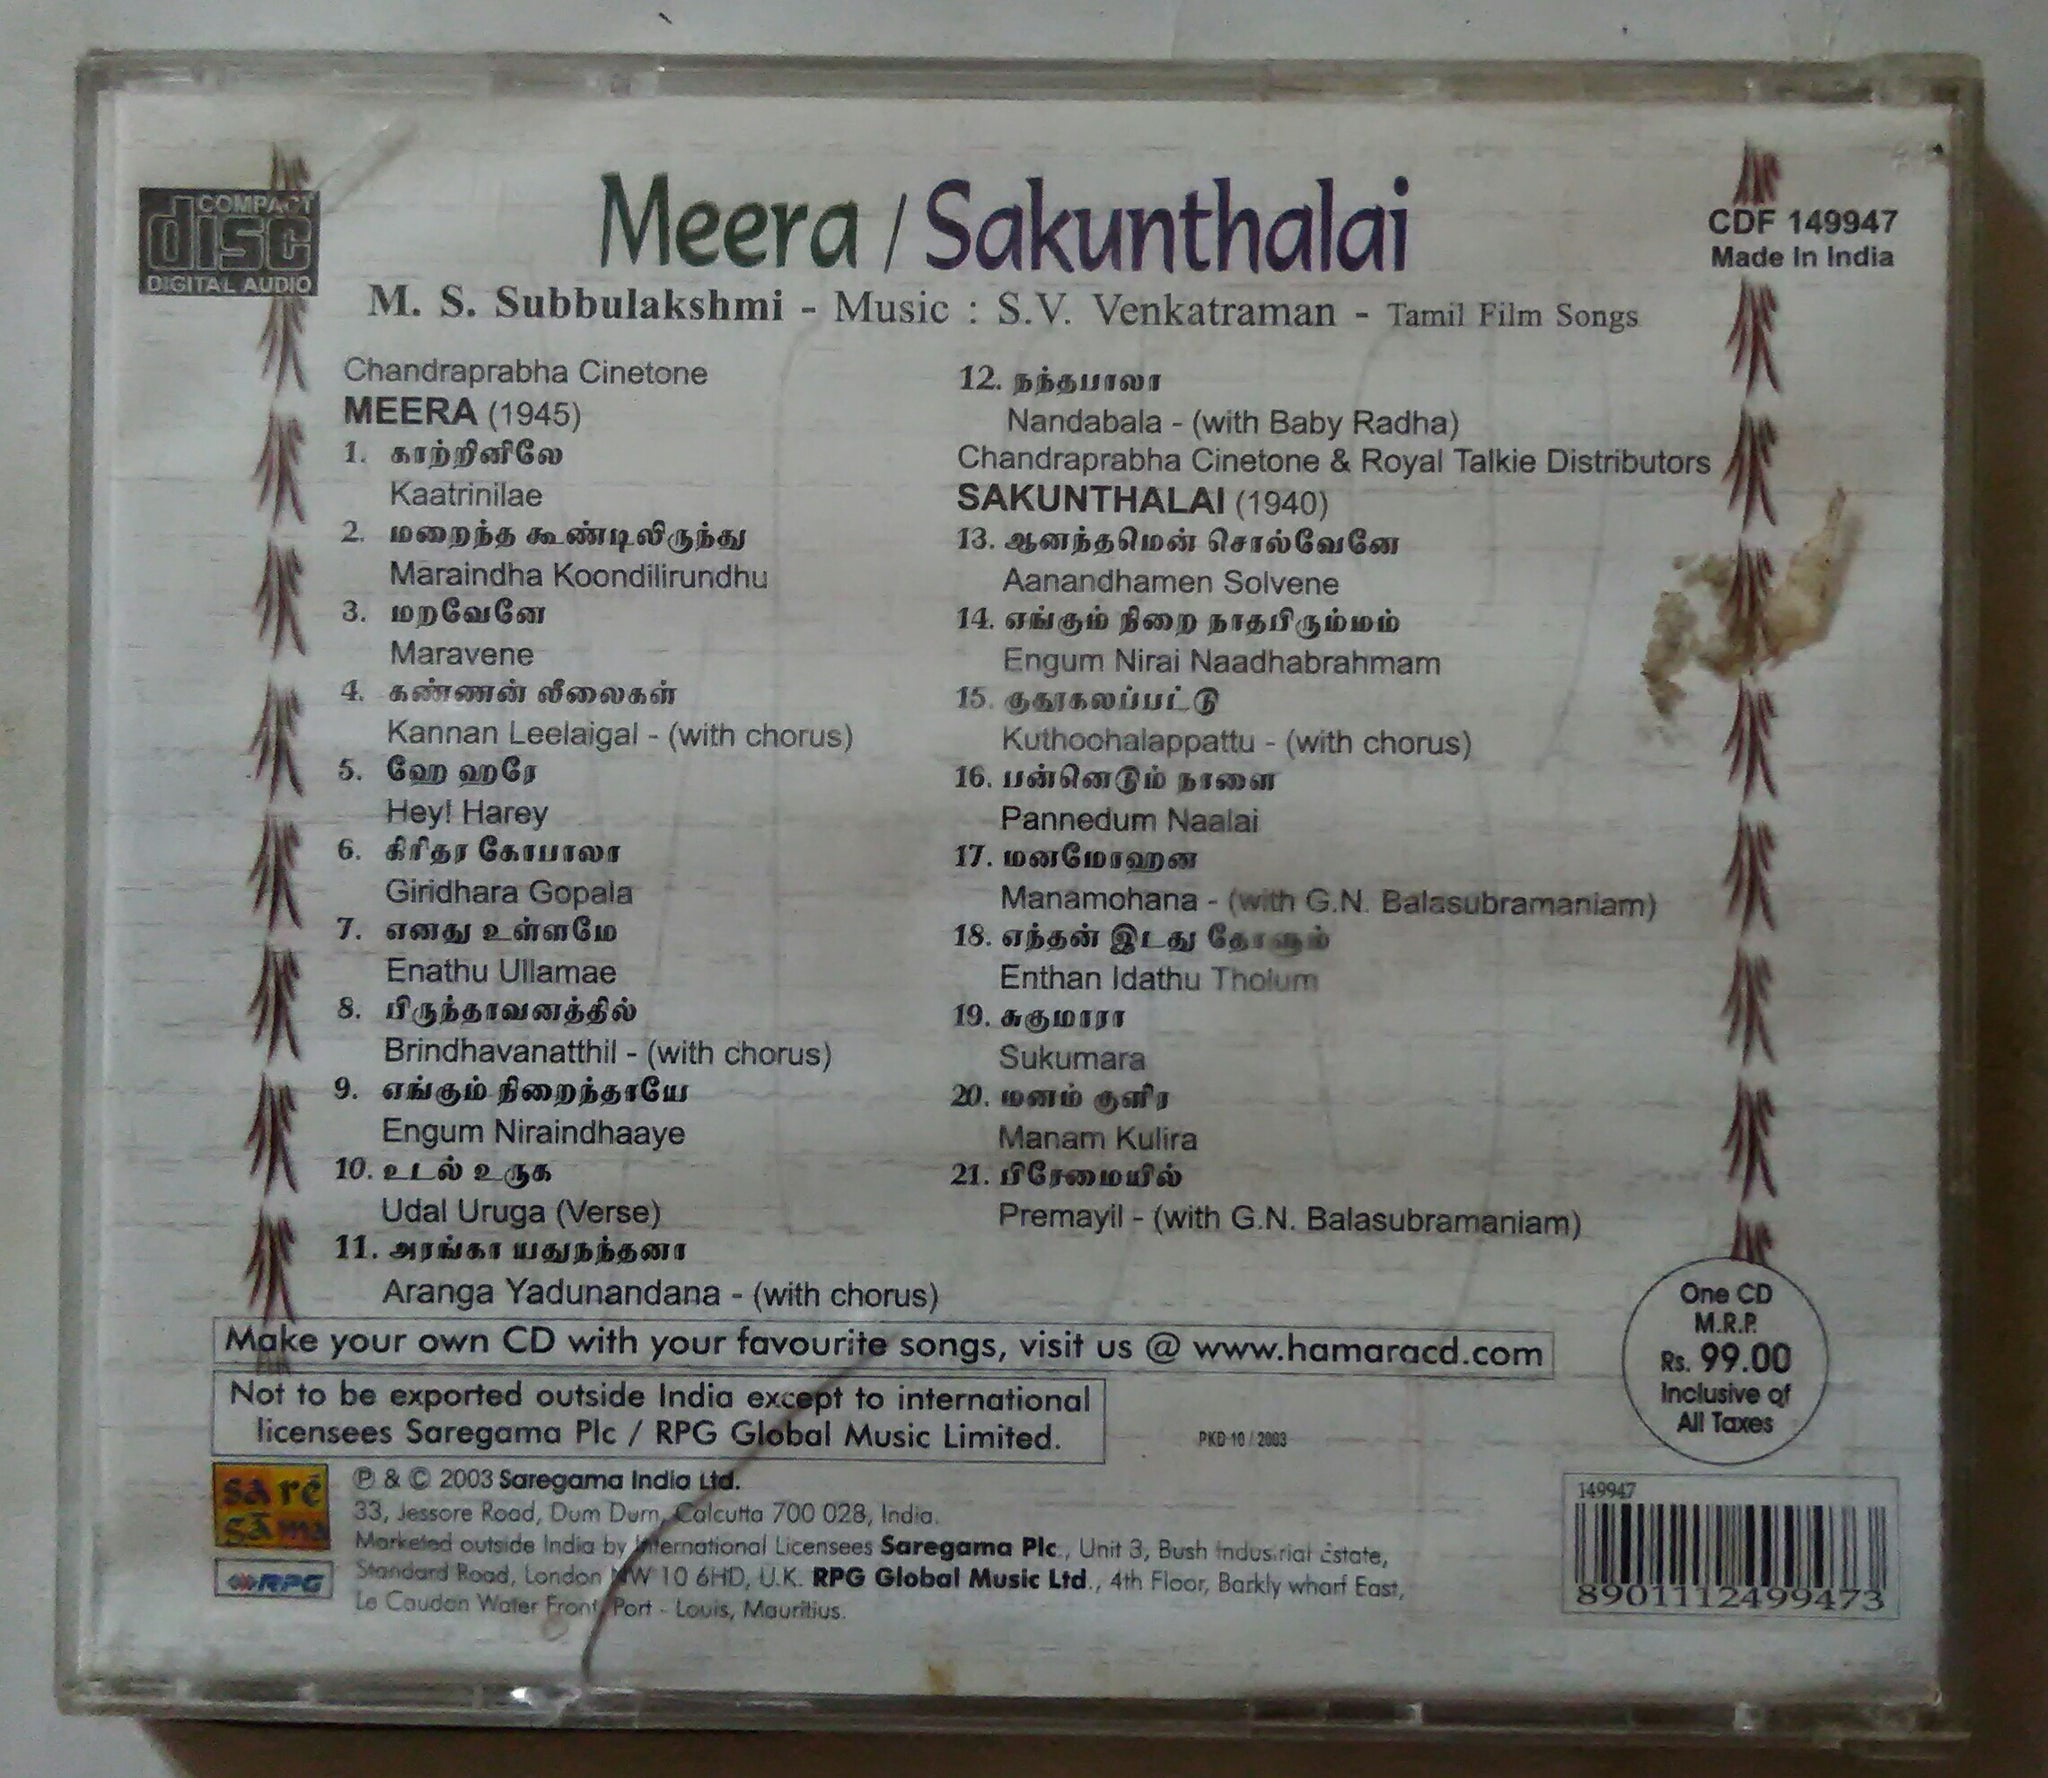 COMPACT
disc
DIGITAL AUDIO
Meera / Sakunthalai
CDF 149947
Made In India
M. S. Subbulakshmi - Music : S.V. Venkatraman - Tamil Film Songs
Chandraprabha Cinetone
MEERA (1945)
1. காற்றினிலே
Kaatrinilae
2. மறைந்த கூண்டிலிருந்து
Maraindha Koondilirundhu
3. மறவேனே
Maravene
4. கண்ணன் லீலைகள்
Kannan Leelaigal - (with chorus)
5. ஹே ஹரே
Hey! Harey
6. கிரிதர கோபாலா
Giridhara Gopala
7. எனது உள்ளமே
Enathu Ullamae
8. பிருந்தாவனத்தில்
Brindhavanatthil - (with chorus)
9. எங்கும் நிறைந்தாயே
Engum Niraindhaaye
10. உடல் உருக
Udal Uruga (Verse)
11. அரங்கா யதுநந்தனா
Aranga Yadunandana - (with chorus)
12. நந்தபாலா
Nandabala - (with Baby Radha)
Chandraprabha Cinetone & Royal Talkie Distributors
SAKUNTHALAI (1940)
13. ஆனந்தமென் சொல்வேனே
Aanandhamen Solvene
14. எங்கும் நிறை நாதபிரும்மம்
Engum Nirai Naadhabrahmam
15. குதூகலப்பட்டு
Kuthoohalappattu - (with chorus)
16. பன்னெடும் நாளை
Pannedum Naalai
17. மனமோஹன
Manamohana - (with G.N. Balasubramaniam)
18. எந்தன் இடது தோளும்
Enthan Idathu Tholum
19. சுகுமாரா
Sukumara
20. மனம் குளிர
Manam Kulira
21. பிரேமையில்
Premayil - (with G.N. Balasubramaniam)
Make your own CD with your favourite songs, visit us @ www.hamaracd.com
Not to be exported outside India except to international
licensees Saregama Plc / RPG Global Music Limited.
PKD 10 / 2003
One CD
M.R.P.
Rs. 99.00
Inclusive of
All Taxes
sa rē
gā ma
RPG
℗ & © 2003 Saregama India Ltd.
33, Jessore Road, Dum Dum, Calcutta 700 028, India.
Marketed outside India by International Licensees Saregama Plc., Unit 3, Bush Industrial Estate,
Standard Road, London NW 10 6HD, U.K. RPG Global Music Ltd., 4th Floor, Barkly wharf East,
Le Caudan Water Front, Port - Louis, Mauritius.
149947
8901112499473